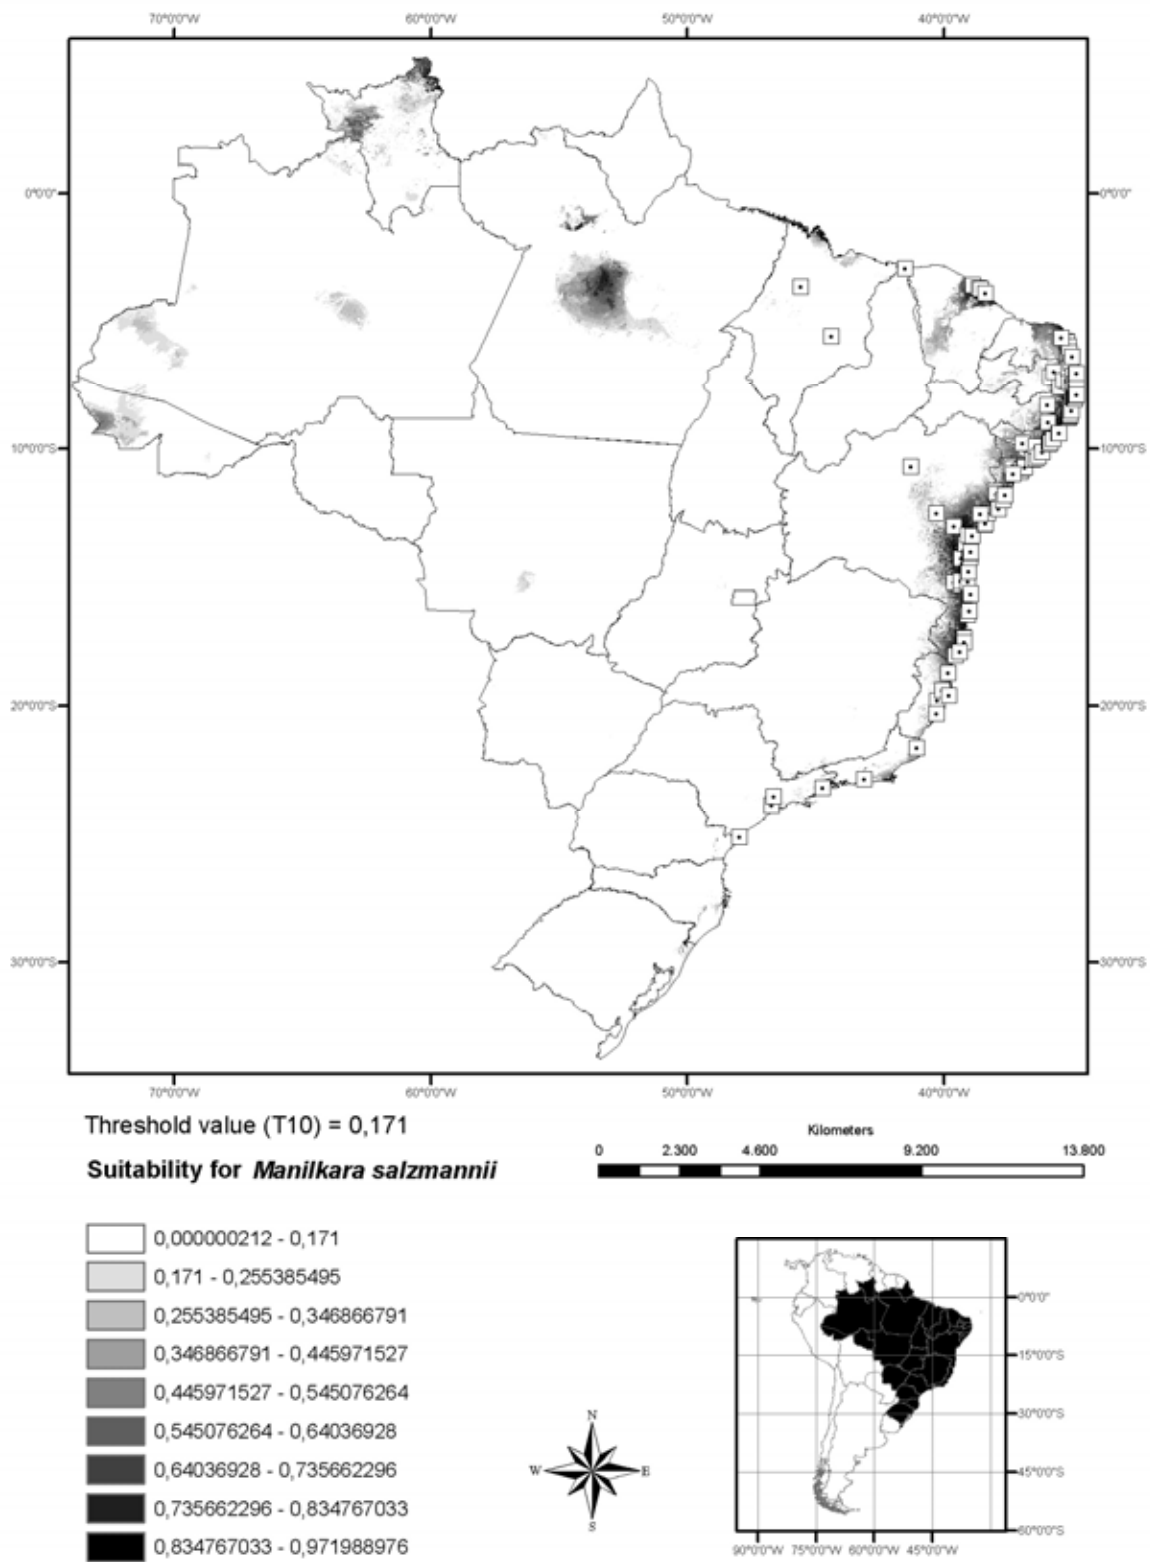 70°0'0"W 60°0'0"W 50°0'0"W 40°0'0"W
0°0'0" 0°0'0"
10°0'0"S 10°0'0"S
20°0'0"S 20°0'0"S
30°0'0"S 30°0'0"S
70°0'0"W 60°0'0"W 50°0'0"W 40°0'0"W
Threshold value (T10) = 0,171
Kilometers
0 2.300 4.600 9.200 13.800
Suitability for Manilkara salzmannii
0,000000212 - 0,171
0,171 - 0,255385495
0,255385495 - 0,346866791
0,346866791 - 0,445971527
0,445971527 - 0,545076264
0,545076264 - 0,64036928
0,64036928 - 0,735662296
0,735662296 - 0,834767033
0,834767033 - 0,971988976
N
W E
S
0°0'0"
15°0'0"S
30°0'0"S
45°0'0"S
60°0'0"S
90°0'0"W 75°0'0"W 60°0'0"W 45°0'0"W